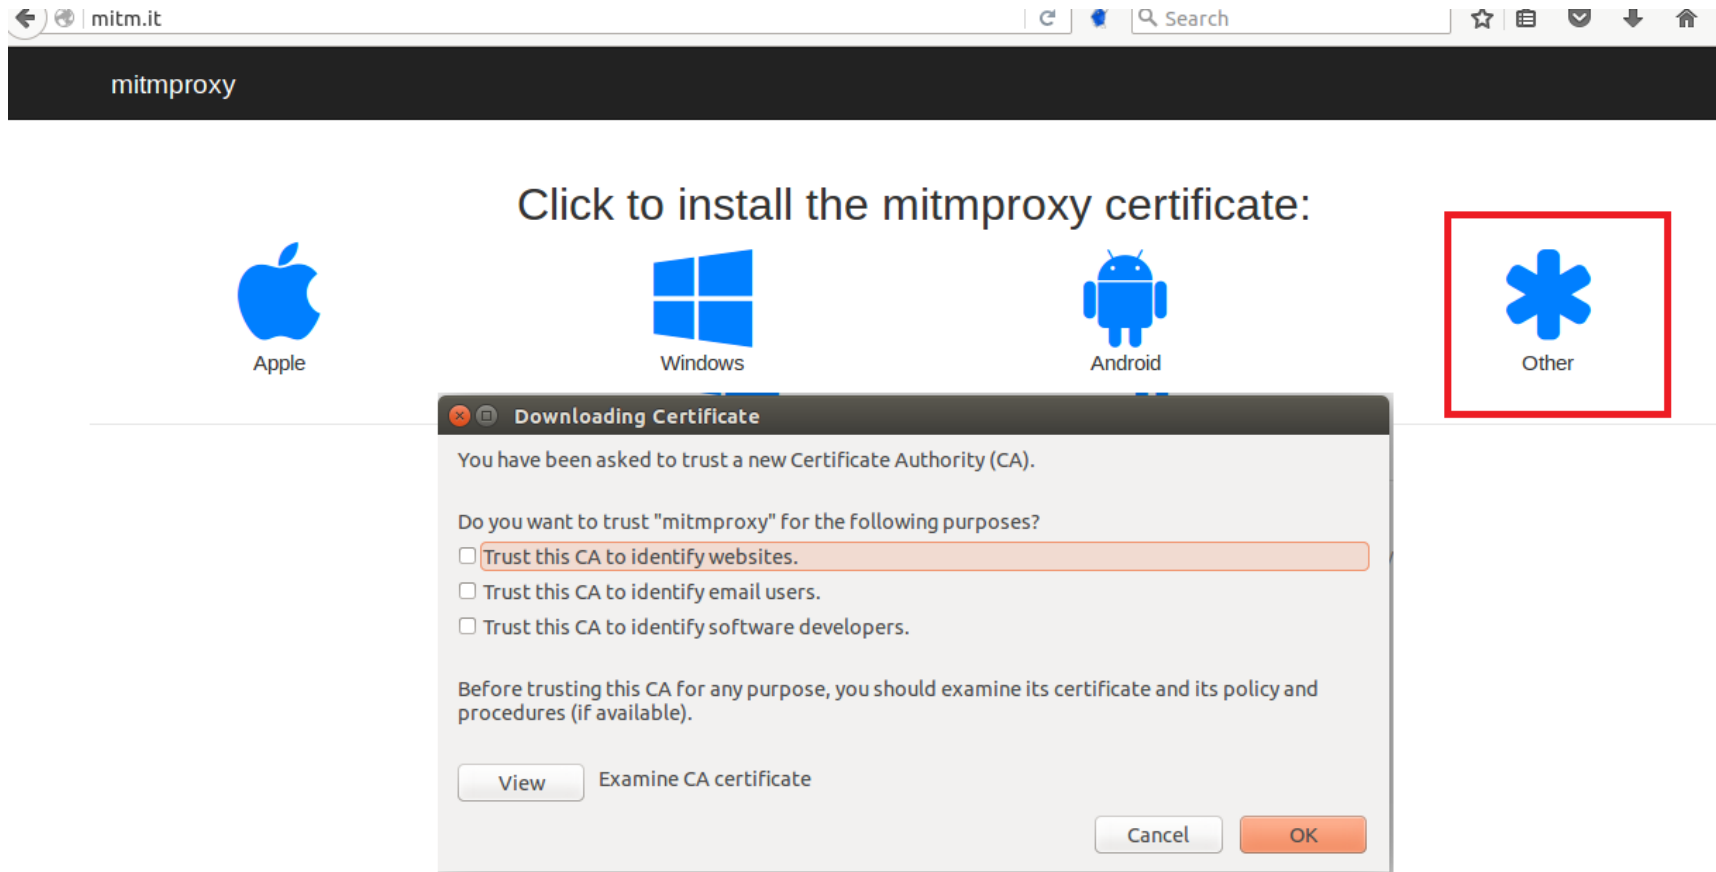 mitm.it
Search
mitmproxy
Click to install the mitmproxy certificate:
Apple
Windows
Android
Other
Downloading Certificate
You have been asked to trust a new Certificate Authority (CA).
Do you want to trust "mitmproxy" for the following purposes?
Trust this CA to identify websites.
Trust this CA to identify email users.
Trust this CA to identify software developers.
Before trusting this CA for any purpose, you should examine its certificate and its policy and
procedures (if available).
View
Examine CA certificate
Cancel
OK